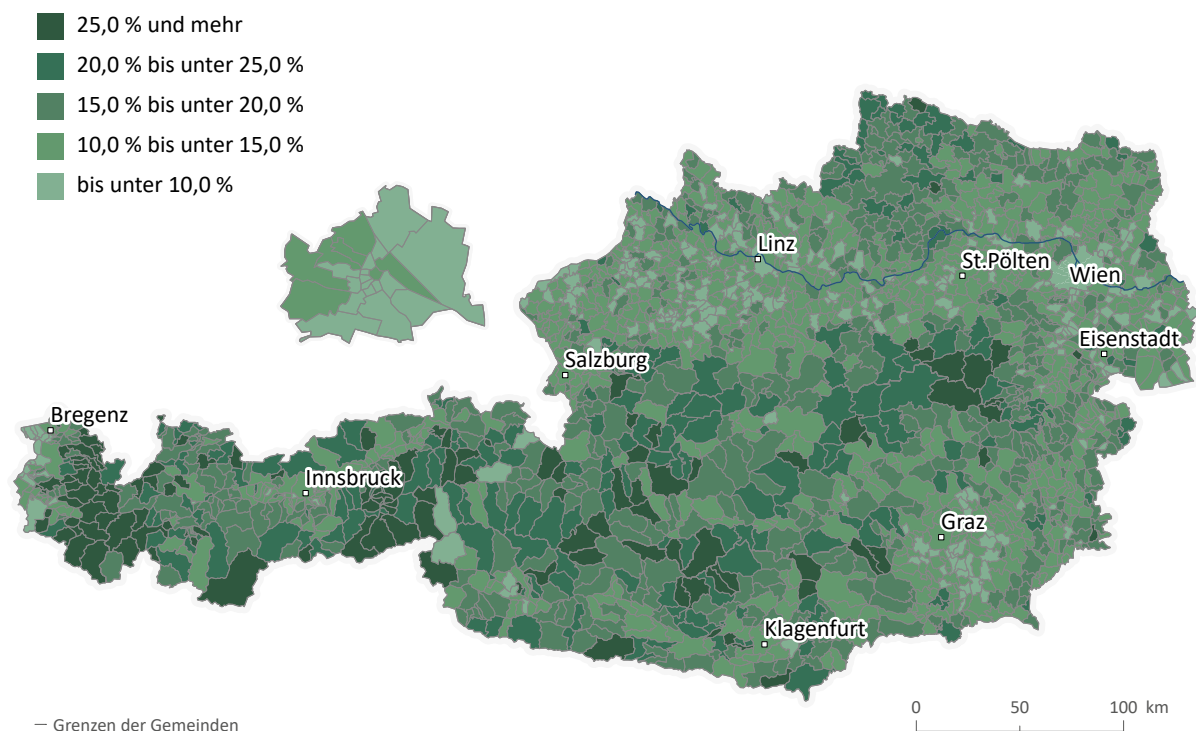 25,0 % und mehr
20,0 % bis unter 25,0 %
15,0 % bis unter 20,0 %
10,0 % bis unter 15,0 %
bis unter 10,0 %
Linz
St.Pölten
Wien
Eisenstadt
Salzburg
Bregenz
Innsbruck
Graz
Klagenfurt
0 50 100 km
— Grenzen der Gemeinden